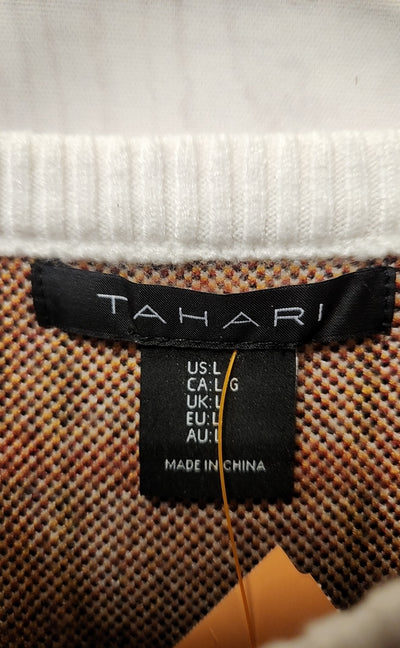 TAHARI
US:L
CA:L/G
UK:L
EU:L
AU:L
MADE IN CHINA